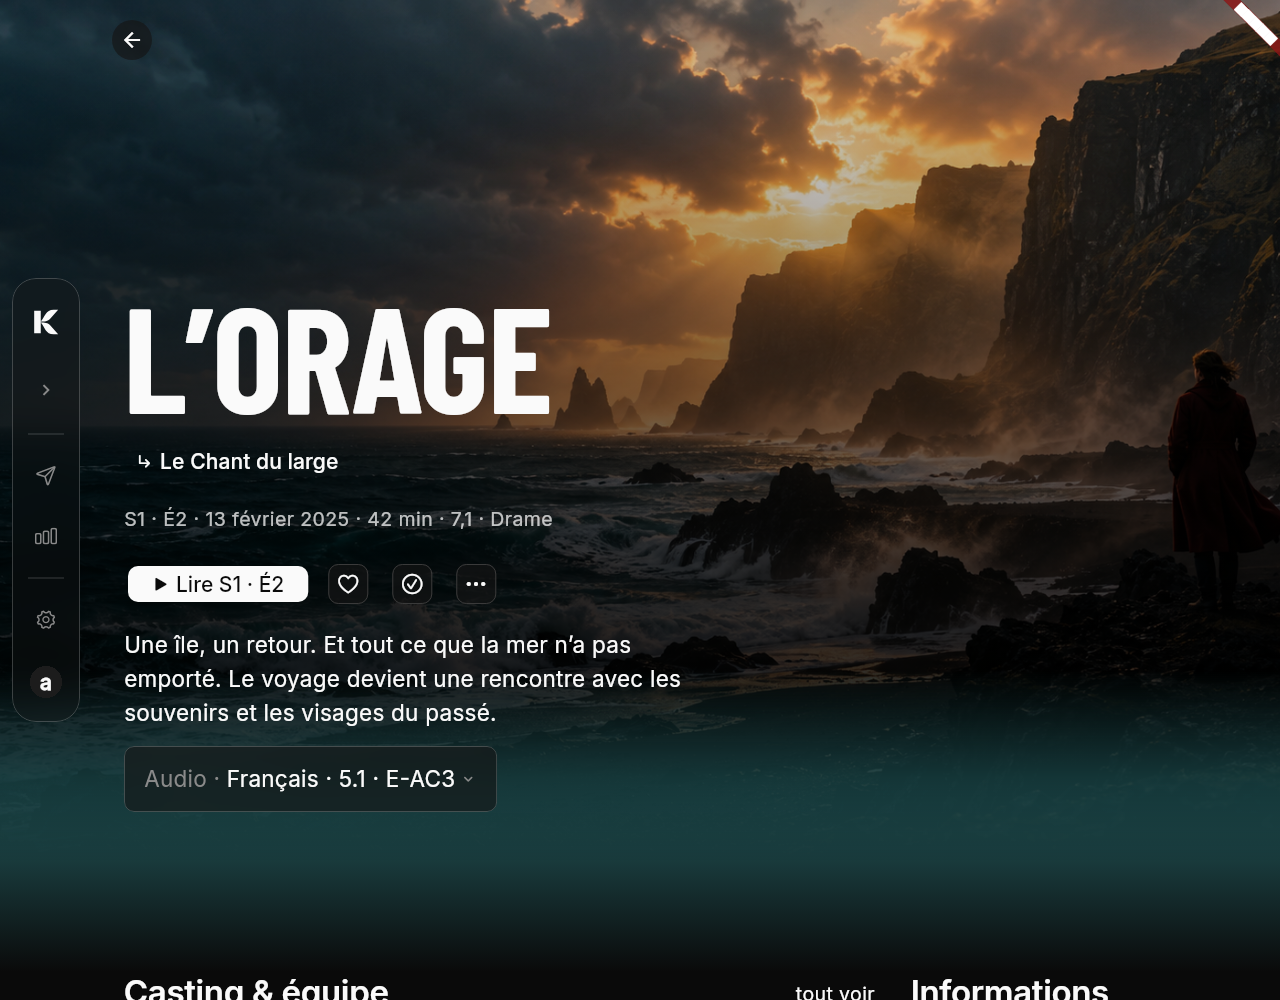 L’ORAGE
↳ Le Chant du large
S1 · É2 · 13 février 2025 · 42 min · 7,1 · Drame
Lire S1 · É2
Une île, un retour. Et tout ce que la mer n’a pas
emporté. Le voyage devient une rencontre avec les
souvenirs et les visages du passé.
Audio · Français · 5.1 · E-AC3
a
Casting & équipe
tout voir
Informations